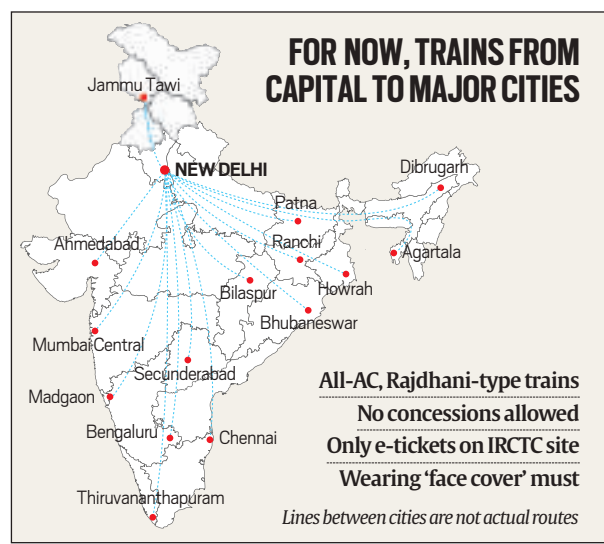 FOR NOW, TRAINS FROM
CAPITAL TO MAJOR CITIES
Jammu Tawi
NEW DELHI
Dibrugarh
Patna
Ahmedabad
Ranchi
Agartala
Bilaspur
Howrah
Bhubaneswar
Mumbai Central
Secunderabad
Madgaon
Bengaluru
Chennai
Thiruvananthapuram
All-AC, Rajdhani-type trains
No concessions allowed
Only e-tickets on IRCTC site
Wearing ‘face cover’ must
Lines between cities are not actual routes